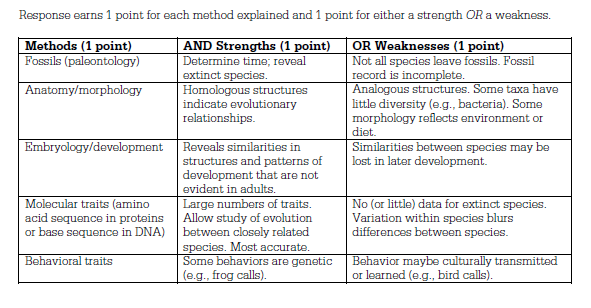 Response earns 1 point for each method explained and 1 point for either a strength OR a weakness.
Methods (1 point) AND Strengths (1 point) OR Weaknesses (1 point)
Fossils (paleontology)
Determine time; reveal
extinct species.
Not all species leave fossils. Fossil
record is incomplete.
Anatomy/morphology
Homologous structures
indicate evolutionary
relationships.
Analogous structures. Some taxa have
little diversity (e.g., bacteria). Some
morphology reflects environment or
diet.
Embryology/development
Reveals similarities in
structures and patterns of
development that are not
evident in adults.
Similarities between species may be
lost in later development.
Molecular traits (amino
acid sequence in proteins
or base sequence in DNA)
Large numbers of traits.
Allow study of evolution
between closely related
species. Most accurate.
No (or little) data for extinct species.
Variation within species blurs
differences between species.
Behavioral traits
Some behaviors are genetic
(e.g., frog calls).
Behavior maybe culturally transmitted
or learned (e.g., bird calls).